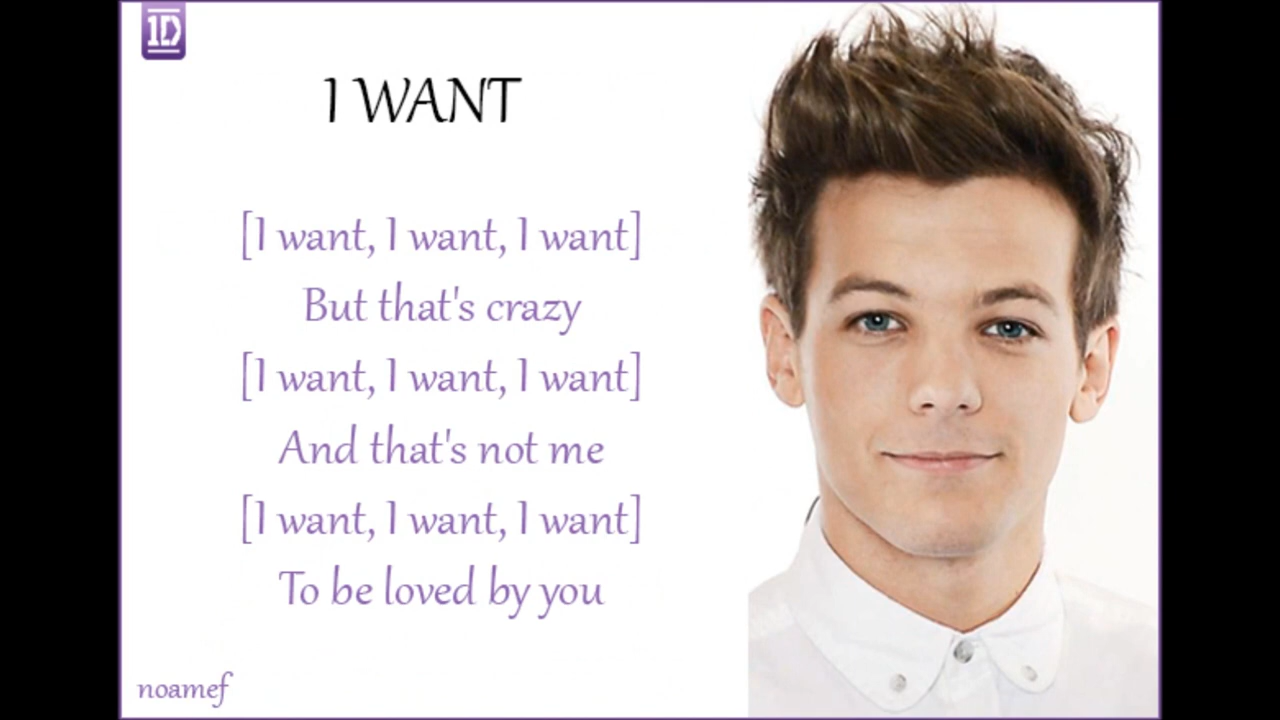 1D
I WANT
[I want, I want, I want]
But that's crazy
[I want, I want, I want]
And that's not me
[I want, I want, I want]
To be loved by you
noamef